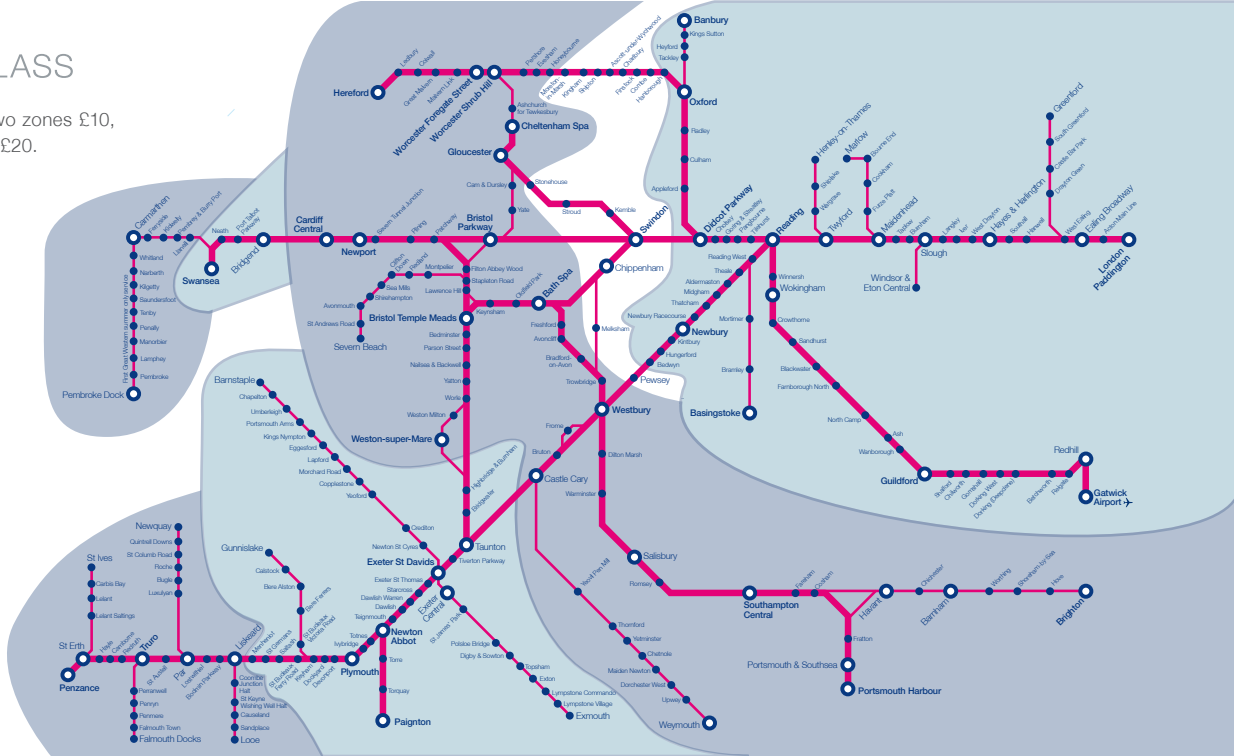 LASS
wo zones £10,
£20.
Banbury
Kings Sutton
Heyford
Tackley
Oxford
Radley
Culham
Appleford
Didcot Parkway
Hereford
Ledbury
Colwall
Great Malvern
Malvern Link
Worcester Foregate Street
Worcester Shrub Hill
Pershore
Evesham
Honeybourne
Moreton
in-Marsh
Kingham
Shipton
Ascott-under-Wychwood
Charlbury
Finstock
Combe
Hanborough
Ashchurch
for Tewkesbury
Cheltenham Spa
Gloucester
Cam & Dursley
Yate
Stonehouse
Stroud
Kemble
Swindon
Chippenham
Melksham
Carmarthen
Ferryside
Kidwelly
Pembrey & Burry Port
Llanelli
Whitland
Narberth
Kilgetty
Saundersfoot
Tenby
Penally
Manorbier
Lamphey
Pembroke
Pembroke Dock
First Great Western summer only service
Swansea
Neath
Port Talbot
Parkway
Bridgend
Cardiff
Central
Newport
Severn Tunnel Junction
Pilning
Patchway
Bristol
Parkway
Filton Abbey Wood
Stapleton Road
Lawrence Hill
Montpelier
Redland
Clifton
Down
Sea Mills
Shirehampton
Avonmouth
St Andrews Road
Severn Beach
Bristol Temple Meads
Keynsham
Oldfield Park
Bath Spa
Freshford
Avoncliff
Bradford-
on-Avon
Trowbridge
Westbury
Bedminster
Parson Street
Nailsea & Backwell
Yatton
Worle
Weston Milton
Weston-super-Mare
Highbridge & Burnham
Bridgwater
Taunton
Cholsey
Goring & Streatley
Pangbourne
Tilehurst
Reading
Reading West
Theale
Aldermaston
Midgham
Thatcham
Newbury Racecourse
Newbury
Kintbury
Hungerford
Bedwyn
Pewsey
Mortimer
Bramley
Basingstoke
Henley-on-Thames
Shiplake
Wargrave
Twyford
Marlow
Bourne End
Cookham
Furze Platt
Maidenhead
Taplow
Burnham
Slough
Windsor &
Eton Central
Langley
Iver
West Drayton
Hayes & Harlington
Southall
Hanwell
Greenford
South Greenford
Castle Bar Park
Drayton Green
West Ealing
Ealing Broadway
Acton Main Line
London
Paddington
Winnersh
Wokingham
Crowthorne
Sandhurst
Blackwater
Farnborough North
North Camp
Ash
Wanborough
Guildford
Shalford
Chilworth
Gomshall
Dorking West
Dorking (Deepdene)
Betchworth
Reigate
Redhill
Gatwick
Airport
Frome
Bruton
Castle Cary
Dilton Marsh
Warminster
Salisbury
Romsey
Southampton
Central
Fareham
Cosham
Havant
Chichester
Barnham
Worthing
Shoreham-by-Sea
Hove
Brighton
Fratton
Portsmouth & Southsea
Portsmouth Harbour
Yeovil Pen Mill
Thornford
Yetminster
Chetnole
Maiden Newton
Dorchester West
Upwey
Weymouth
Barnstaple
Chapelton
Umberleigh
Portsmouth Arms
Kings Nympton
Eggesford
Lapford
Morchard Road
Copplestone
Yeoford
Crediton
Newton St Cyres
Exeter St Davids
Tiverton Parkway
Exeter
Central
St James' Park
Polsloe Bridge
Digby & Sowton
Topsham
Exton
Lympstone Commando
Lympstone Village
Exmouth
Exeter St Thomas
Starcross
Dawlish Warren
Dawlish
Teignmouth
Newton
Abbot
Torre
Torquay
Paignton
Totnes
Ivybridge
Plymouth
Gunnislake
Calstock
Bere Alston
Bere Ferrers
St Budeaux
Victoria Road
St Budeaux
Ferry Road
Keyham
Dockyard
Devonport
Saltash
St Germans
Menheniot
Liskeard
Coombe
Junction
Halt
St Keyne
Wishing Well Halt
Causeland
Sandplace
Looe
Bodmin Parkway
Lostwithiel
Par
Newquay
Quintrell Downs
St Columb Road
Roche
Bugle
Luxulyan
St Austell
Truro
Perranwell
Penryn
Penmere
Falmouth Town
Falmouth Docks
Redruth
Camborne
Hayle
St Erth
St Ives
Carbis Bay
Lelant
Lelant Saltings
Penzance